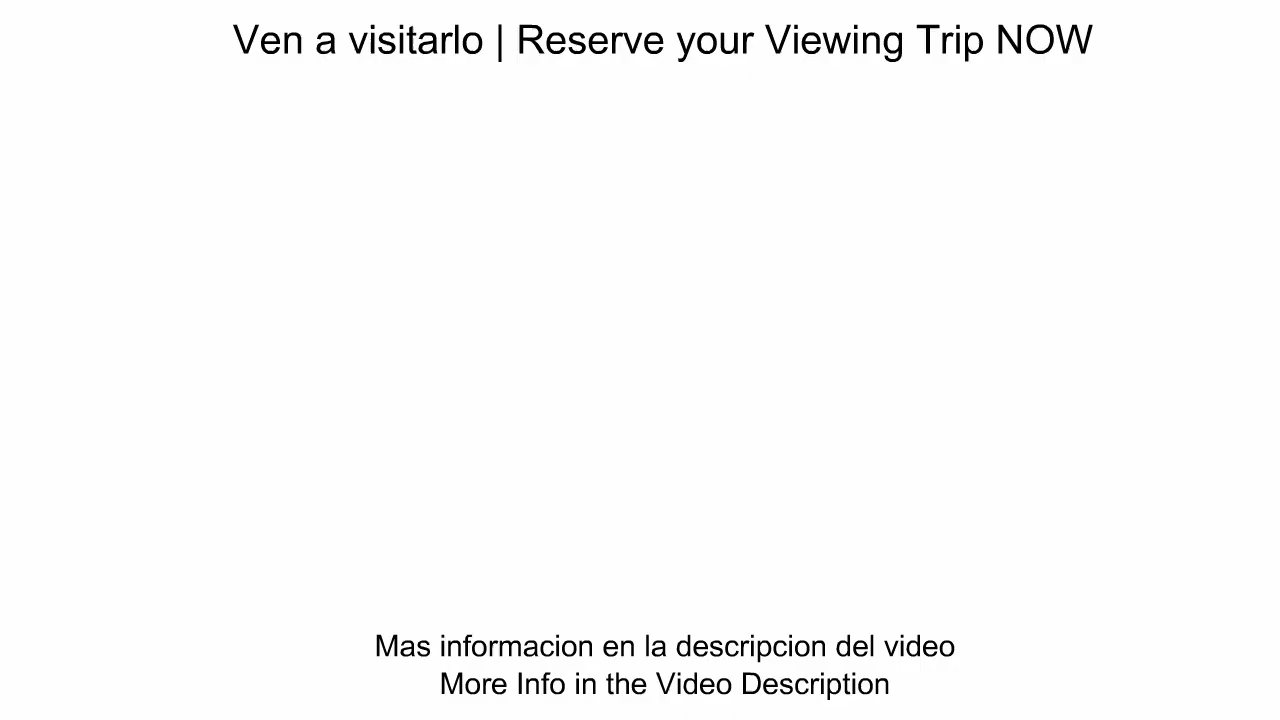 Ven a visitarlo | Reserve your Viewing Trip NOW
Mas informacion en la descripcion del video
More Info in the Video Description